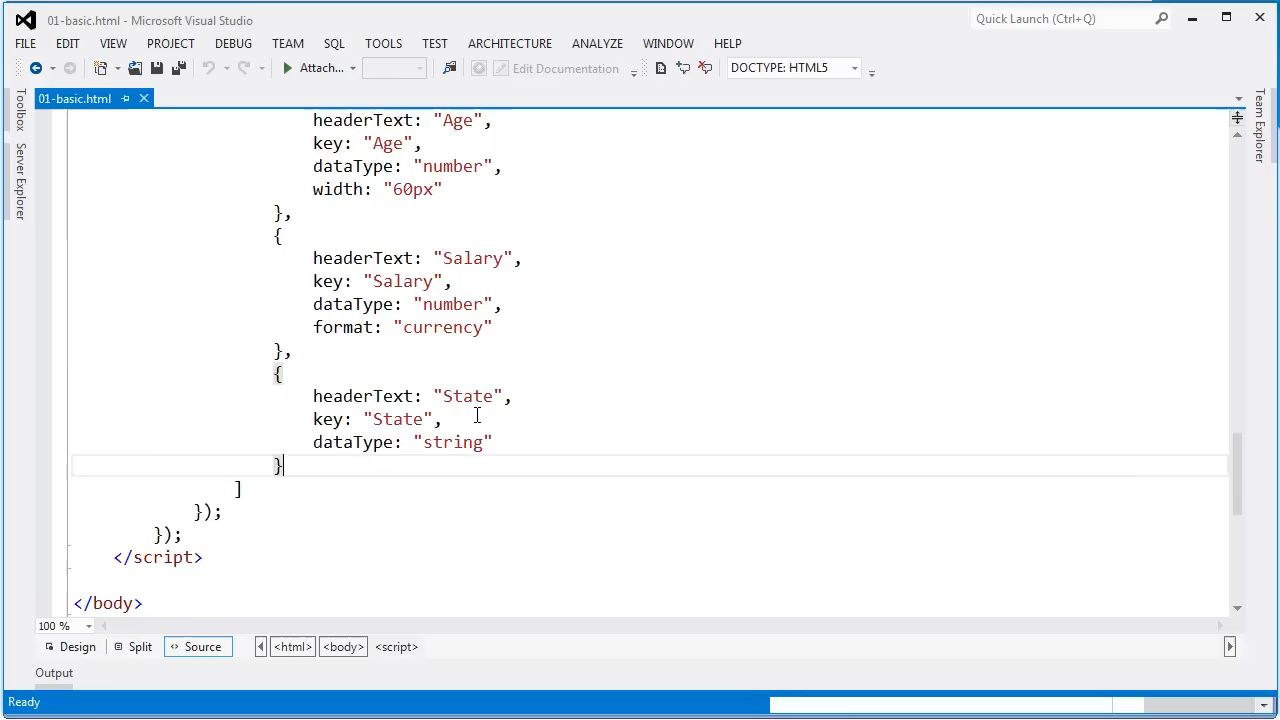 01-basic.html - Microsoft Visual Studio
Quick Launch (Ctrl+Q)
FILE EDIT VIEW PROJECT DEBUG TEAM SQL TOOLS TEST ARCHITECTURE ANALYZE WINDOW HELP
Attach... Edit Documentation DOCTYPE: HTML5
01-basic.html
Toolbox
Server Explorer
Team Explorer
headerText: "Age",
key: "Age",
dataType: "number",
width: "60px"
},
{
headerText: "Salary",
key: "Salary",
dataType: "number",
format: "currency"
},
{
headerText: "State",
key: "State",
dataType: "string"
}
]
});
});
</script>
</body>
100 %
Design Split Source <html> <body> <script>
Output
Ready